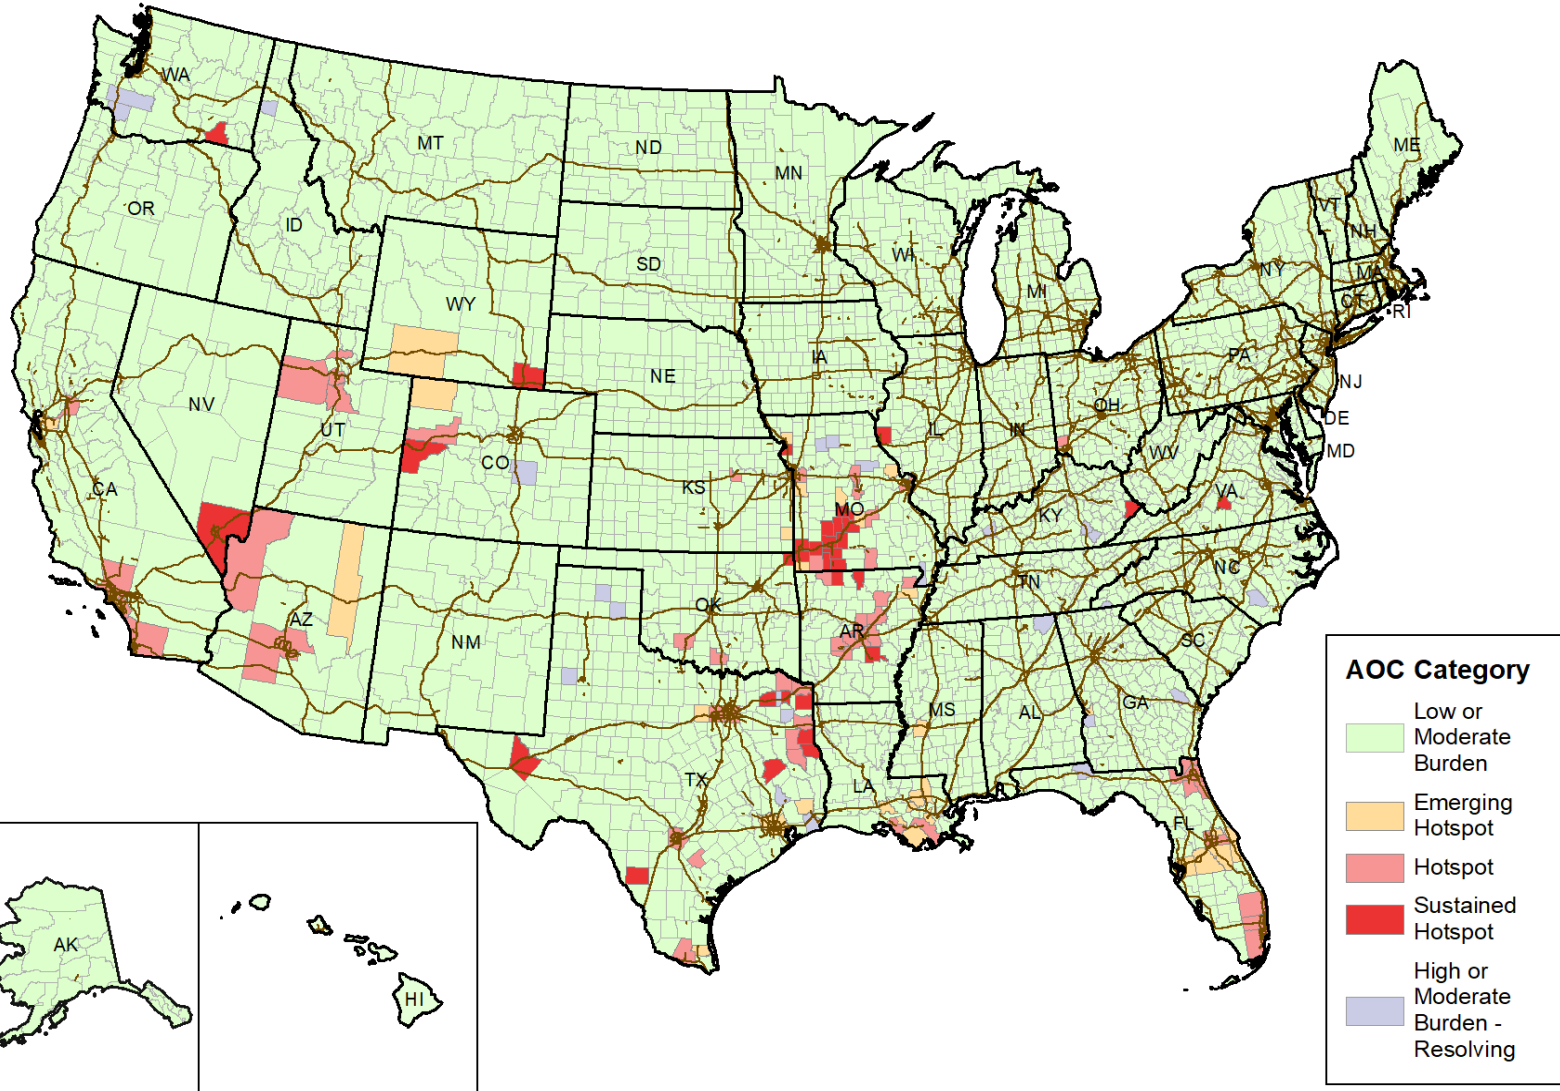 WA
MT
ND
MN
ME
OR
ID
SD
WI
MI
VT
NH
NY
MA
CT
RI
WY
IA
PA
NJ
NE
NV
UT
CO
IL
IN
OH
DE
MD
WV
CA
KS
MO
KY
VA
AZ
NM
OK
AR
TN
NC
SC
MS
AL
GA
TX
LA
FL
AK
HI
AOC Category
Low or
Moderate
Burden
Emerging
Hotspot
Hotspot
Sustained
Hotspot
High or
Moderate
Burden -
Resolving